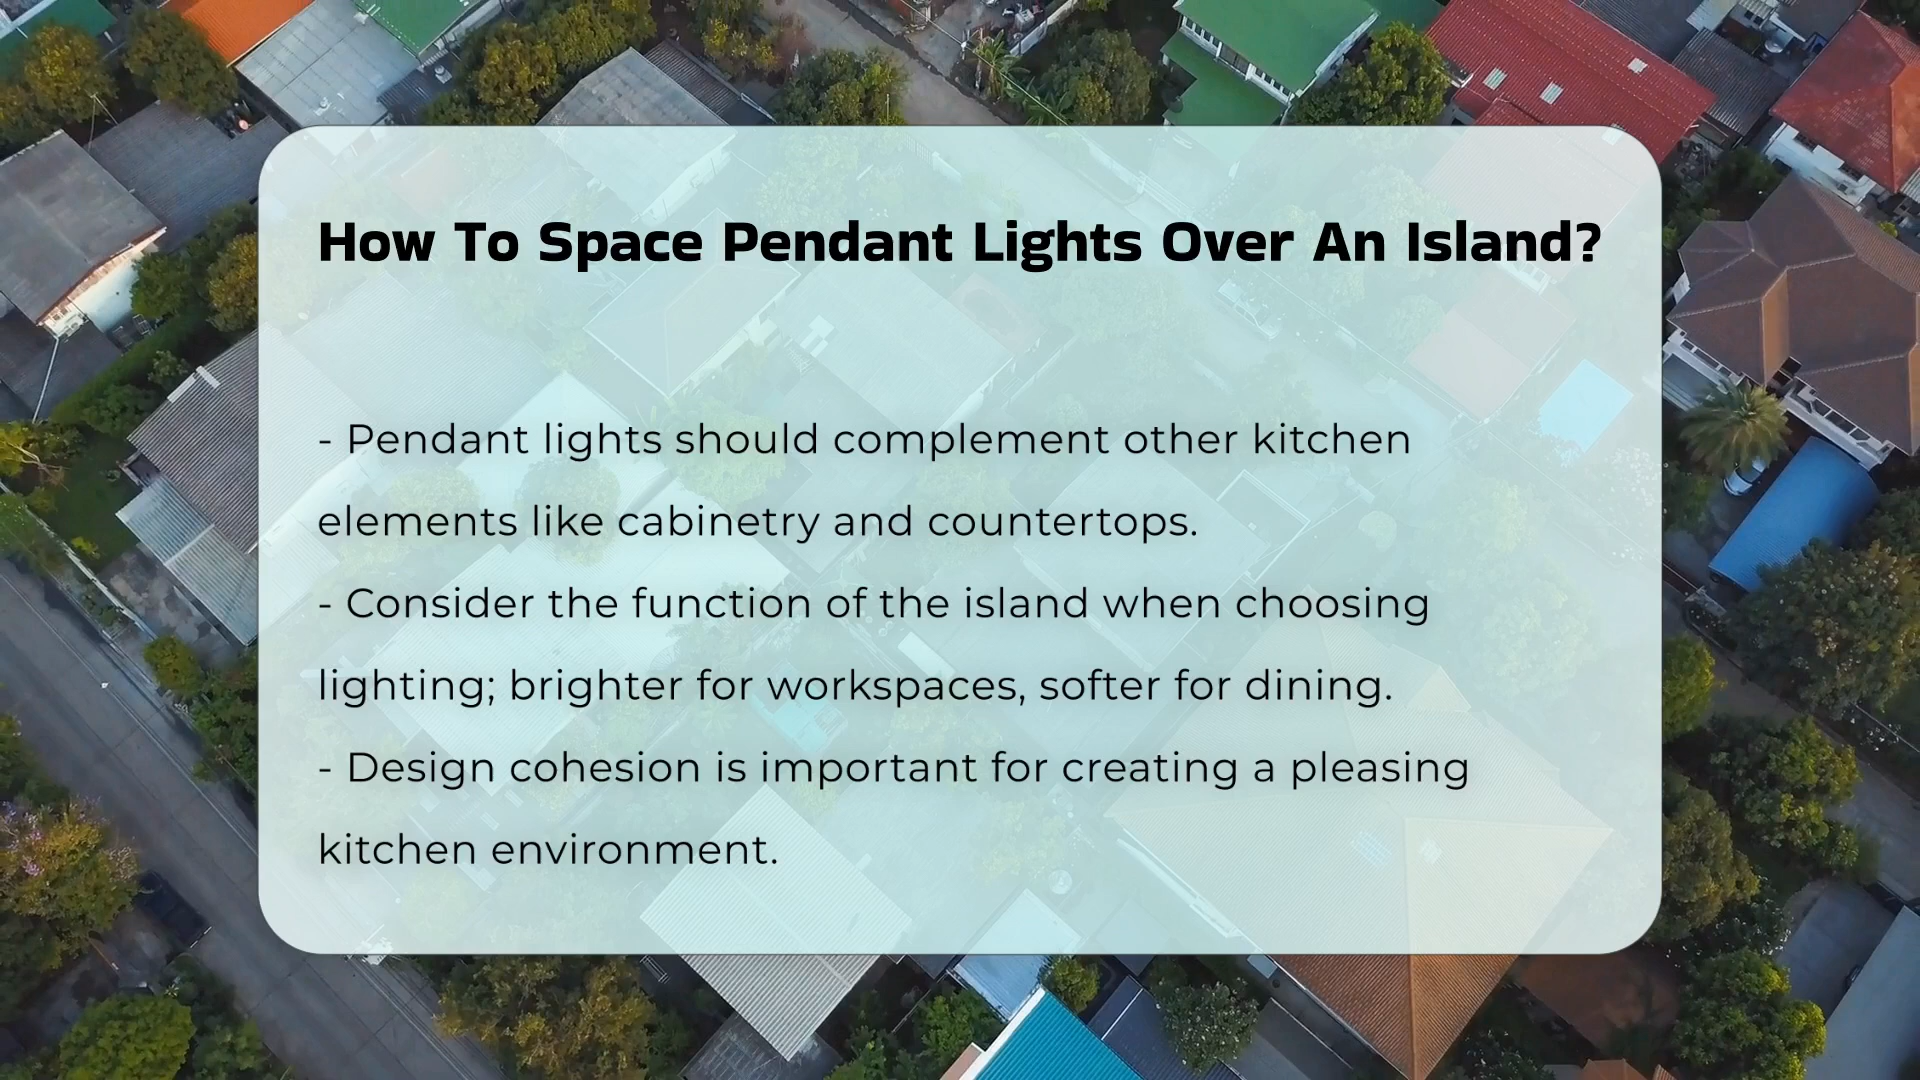 How To Space Pendant Lights Over An Island?
- Pendant lights should complement other kitchen
elements like cabinetry and countertops.
- Consider the function of the island when choosing
lighting; brighter for workspaces, softer for dining.
- Design cohesion is important for creating a pleasing
kitchen environment.